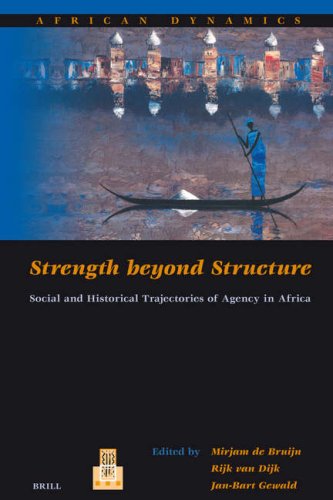 AFRICAN DYNAMICS
Strength beyond Structure
Social and Historical Trajectories of Agency in Africa
Edited by Mirjam de Bruijn
Rijk van Dijk
Jan-Bart Gewald
BRILL